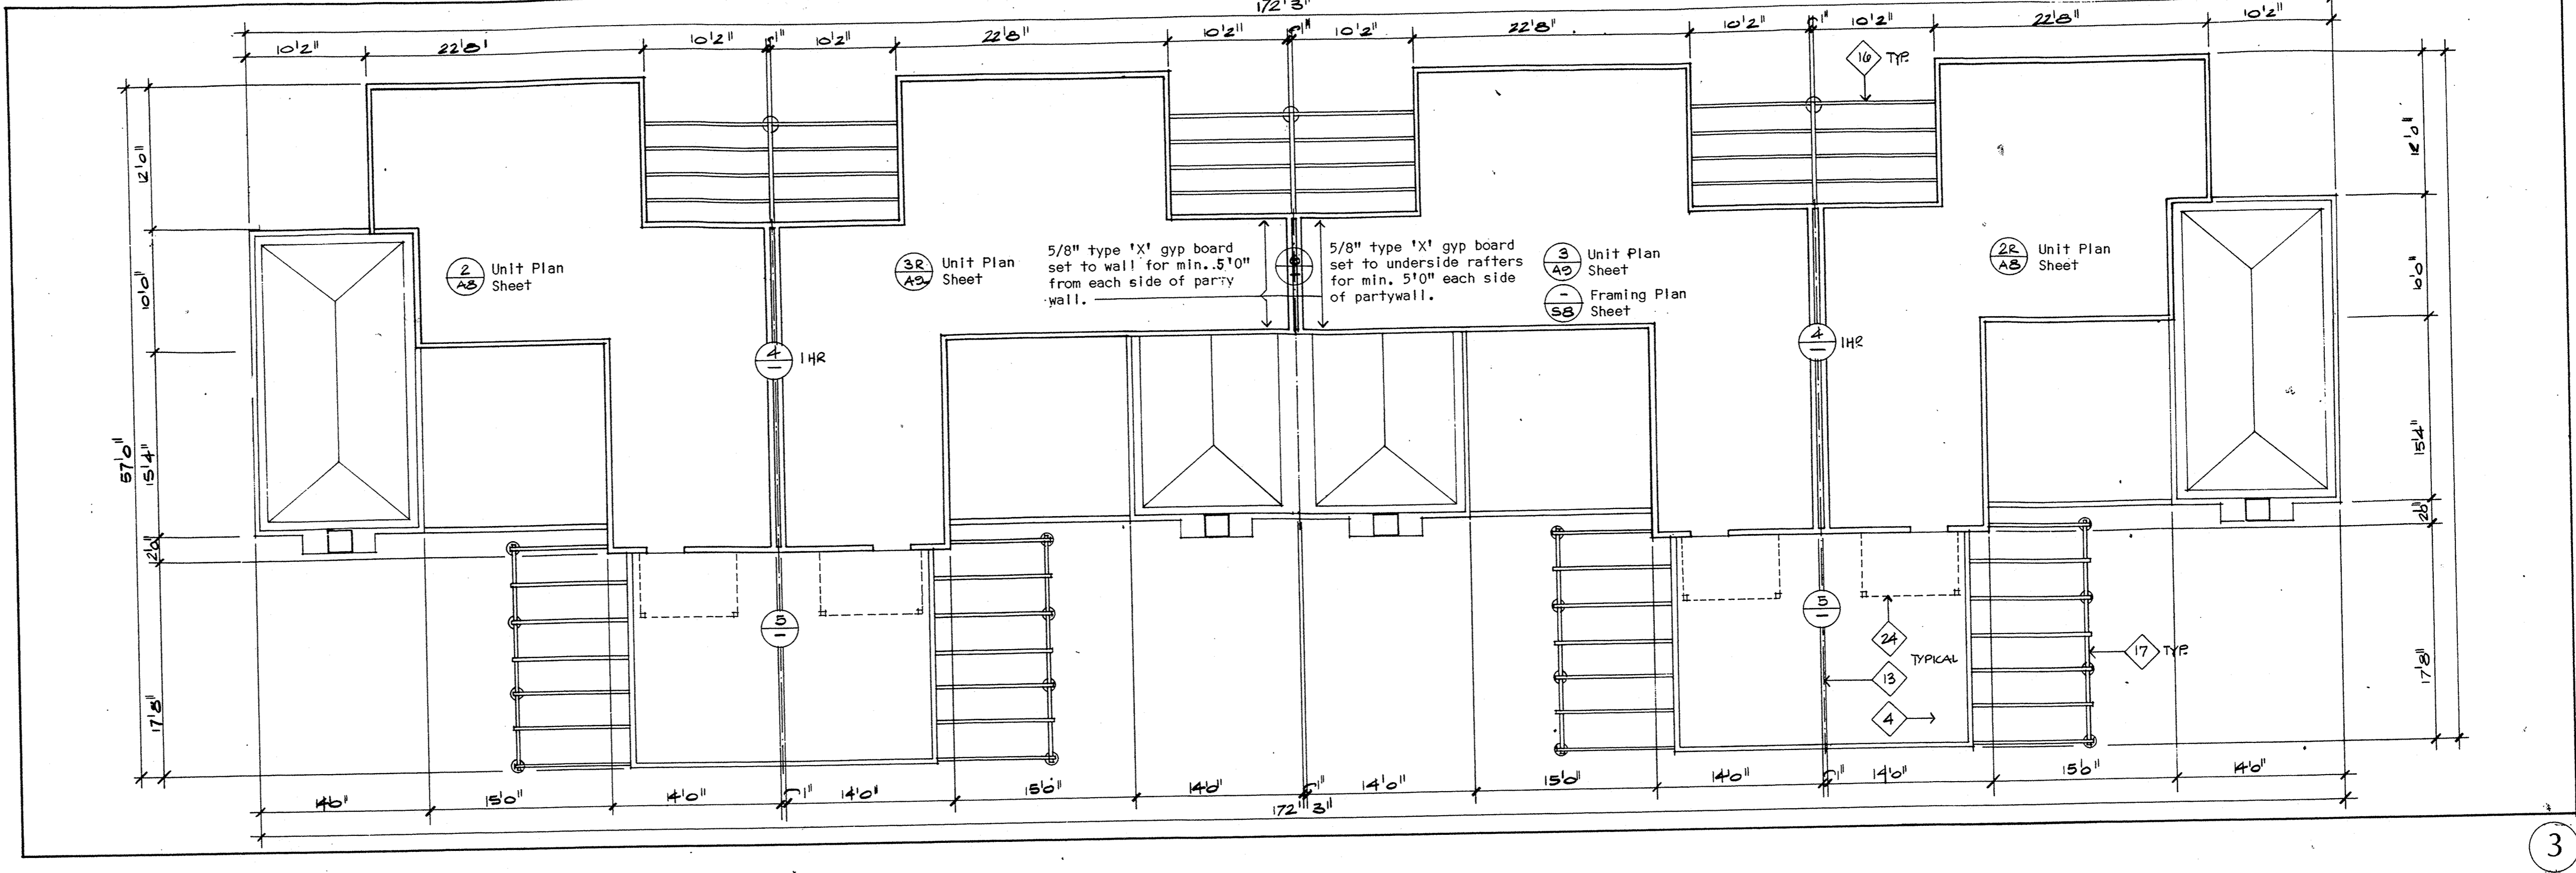 172'3"
10'2" 22'8' 10'2" 1" 10'2" 22'8" 10'2" 1" 10'2" 22'8" 10'2" 1" 10'2" 22'8" 10'2"
16 TYP.
12'0"
10'0"
57'0"
15'4"
2'0"
17'8"
2
A8
Unit Plan
Sheet
3R
A9
Unit Plan
Sheet
5/8" type 'X' gyp board
set to wall for min. 5'0"
from each side of party
wall.
5/8" type 'X' gyp board
set to underside rafters
for min. 5'0" each side
of partywall.
3
A9
Unit Plan
Sheet
-
S8
Framing Plan
Sheet
2R
A8
Unit Plan
Sheet
4
-
1HR
4
-
1HR
12'0"
10'0"
15'4"
2'0"
17'8"
5
-
5
-
24
TYPICAL
13
4
17 TYP.
14'0" 15'0" 14'0" 1" 14'0" 15'0" 14'0" 1" 14'0" 15'0" 14'0" 1" 14'0" 15'0" 14'0"
172'3"
3